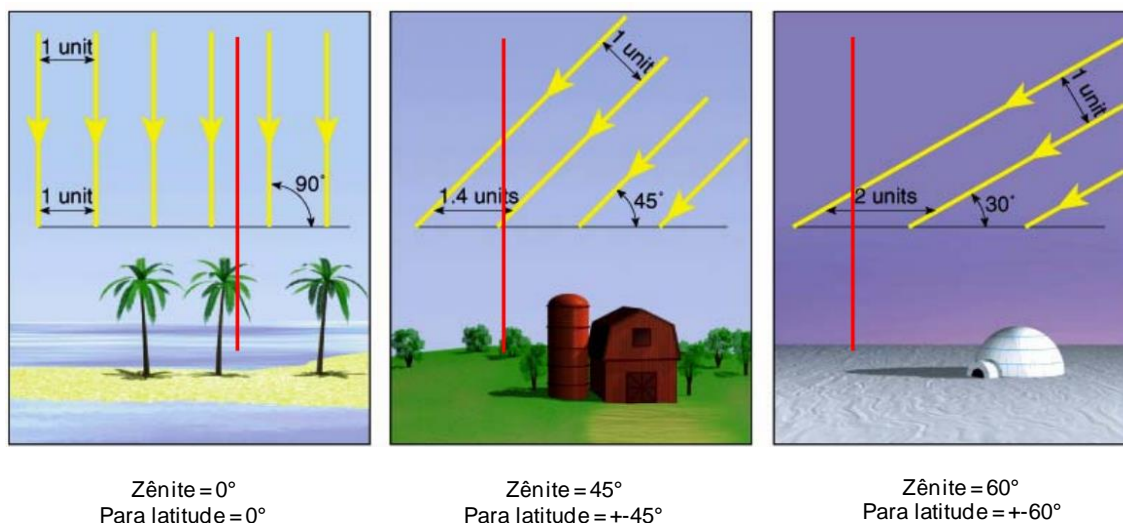 1 unit
1 unit
90°
1 unit
1.4 units
45°
1 unit
2 units
30°
Zênite=0°
Para latitude=0°
Zênite=45°
Para latitude=+-45°
Zênite=60°
Para latitude=+-60°